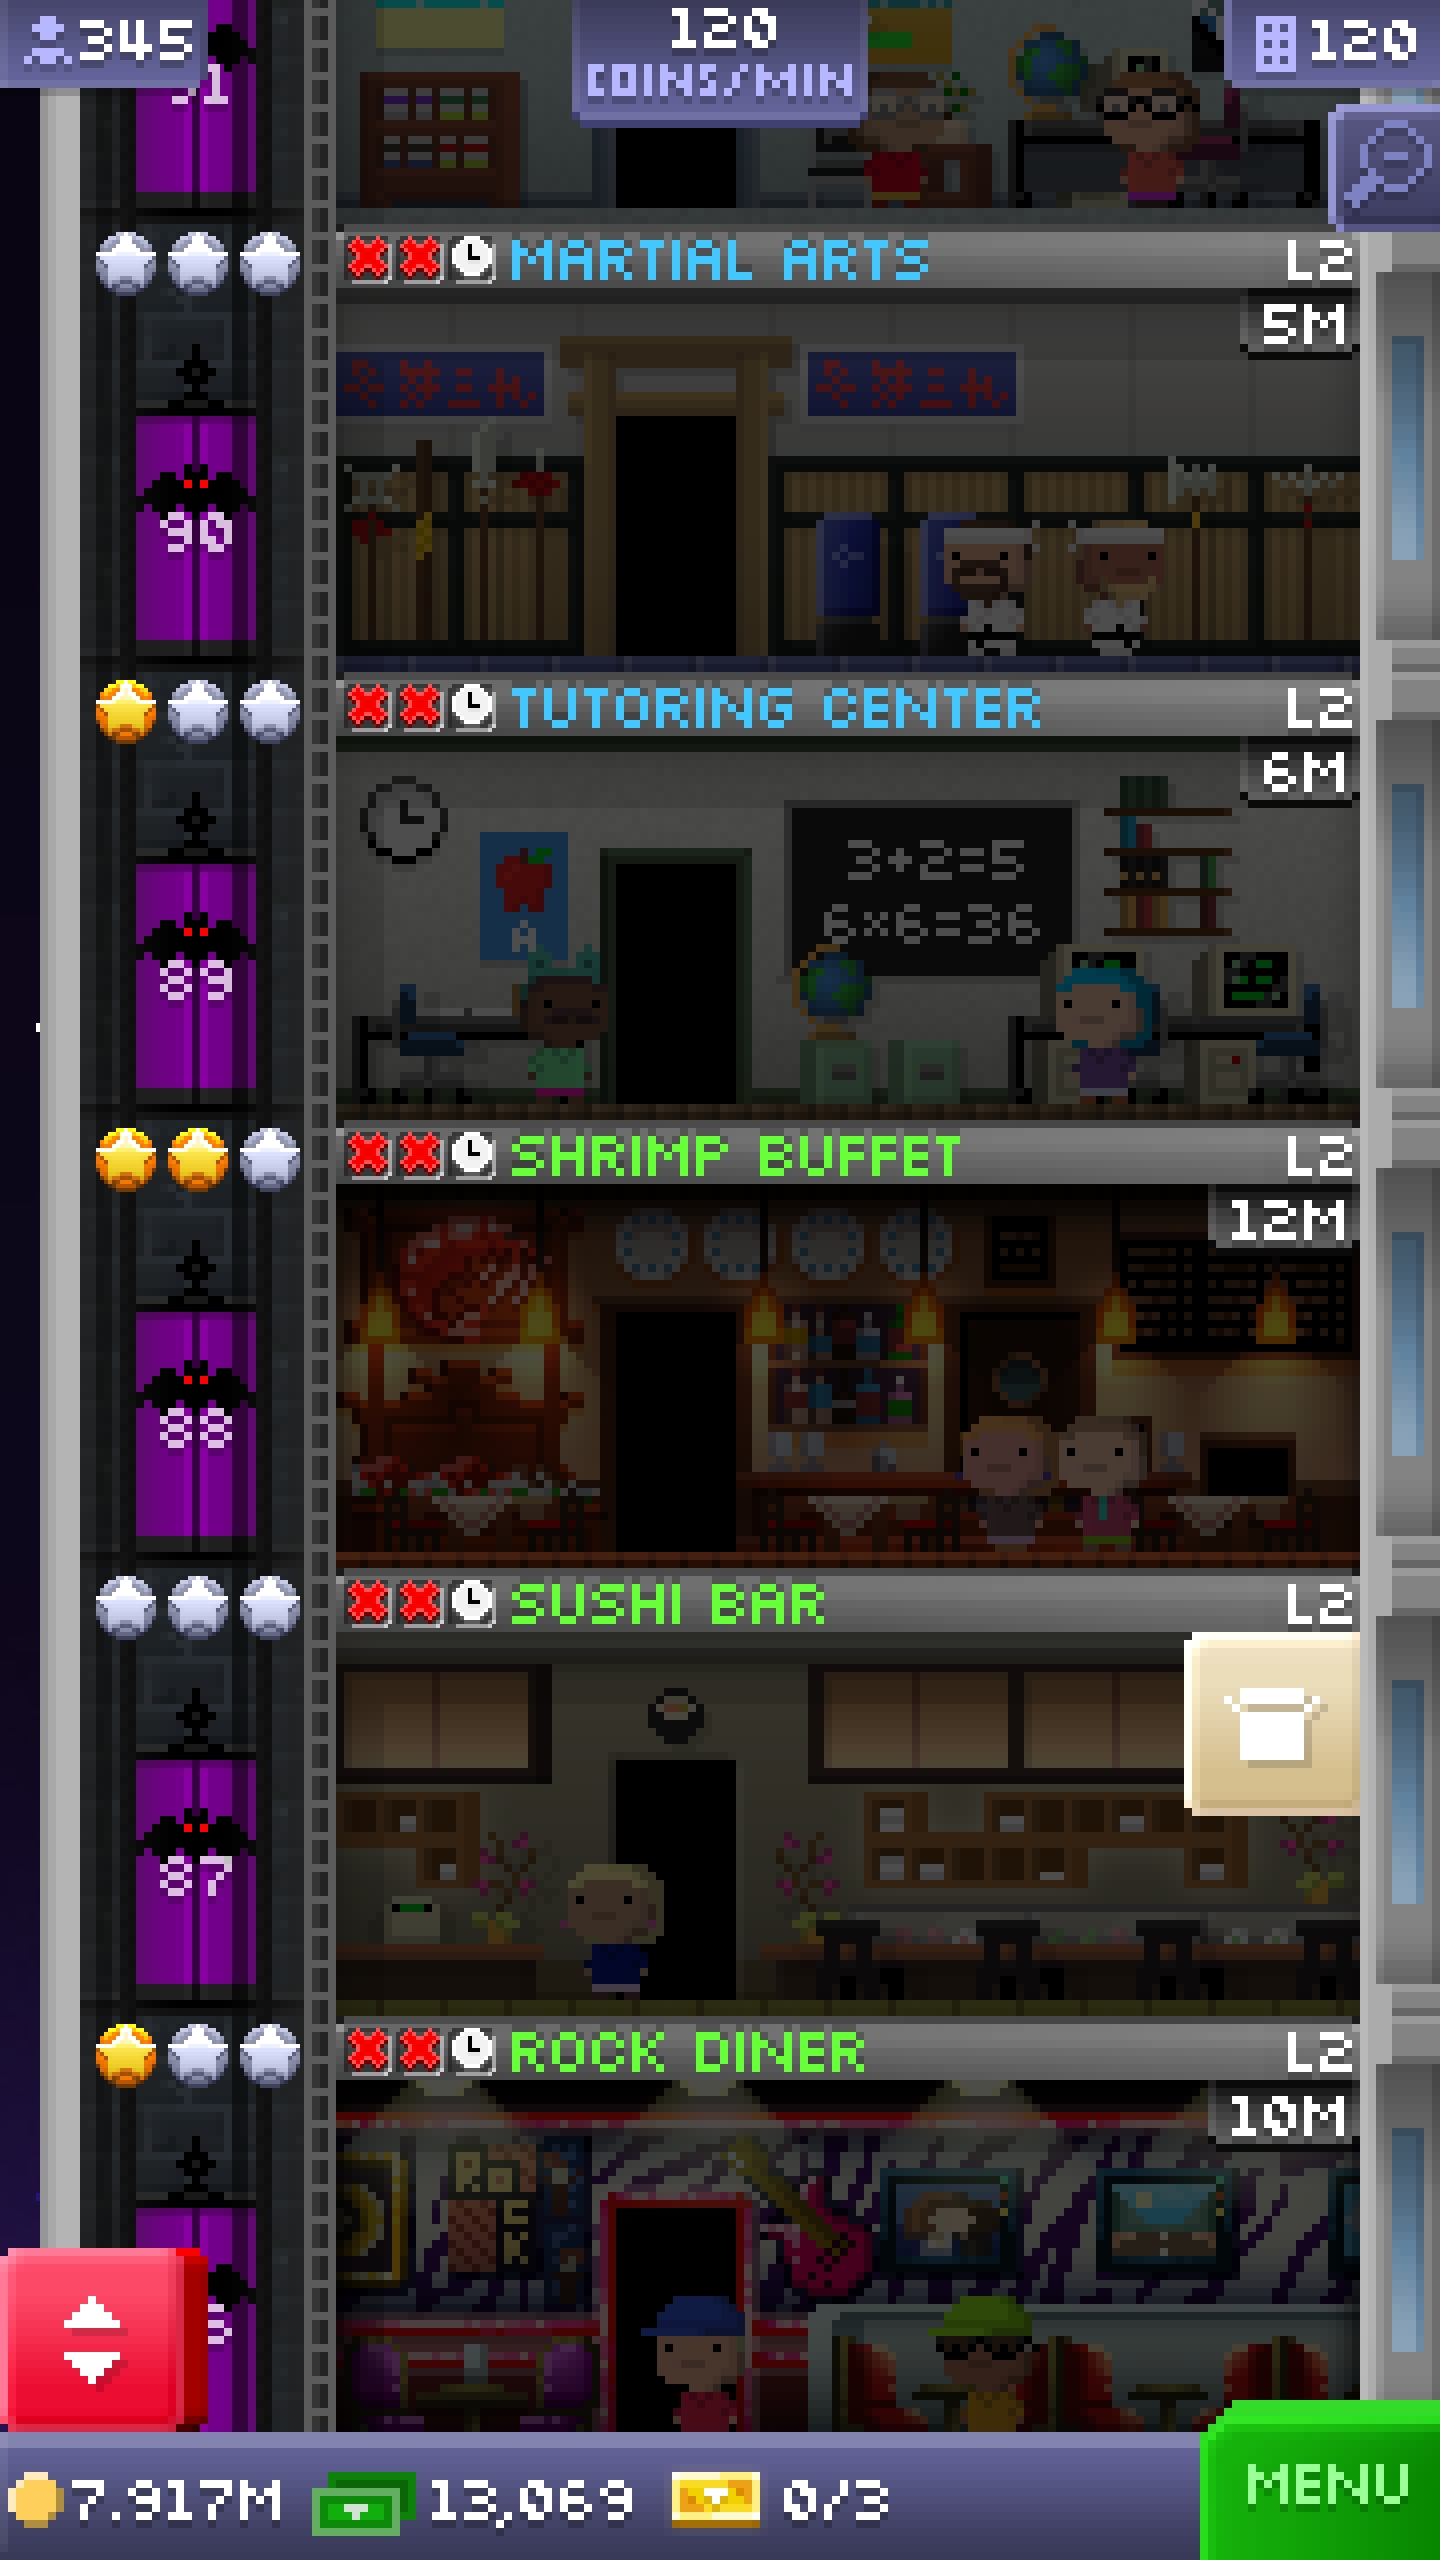 345
120
COINS/MIN
120
MARTIAL ARTS
L2
5M
90
TUTORING CENTER
L2
6M
3+2=5
6×6=36
A
89
SHRIMP BUFFET
L2
12M
88
SUSHI BAR
L2
87
ROCK DINER
L2
10M
7.917M
13,069
0/3
MENU